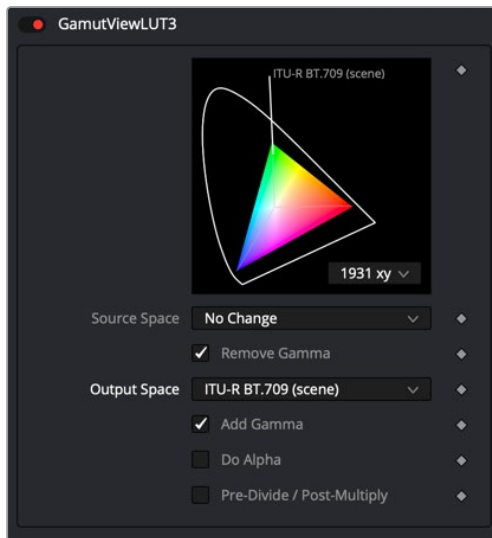 GamutViewLUT3
ITU-R BT.709 (scene)
1931 xy
Source Space No Change
Remove Gamma
Output Space ITU-R BT.709 (scene)
Add Gamma
Do Alpha
Pre-Divide / Post-Multiply